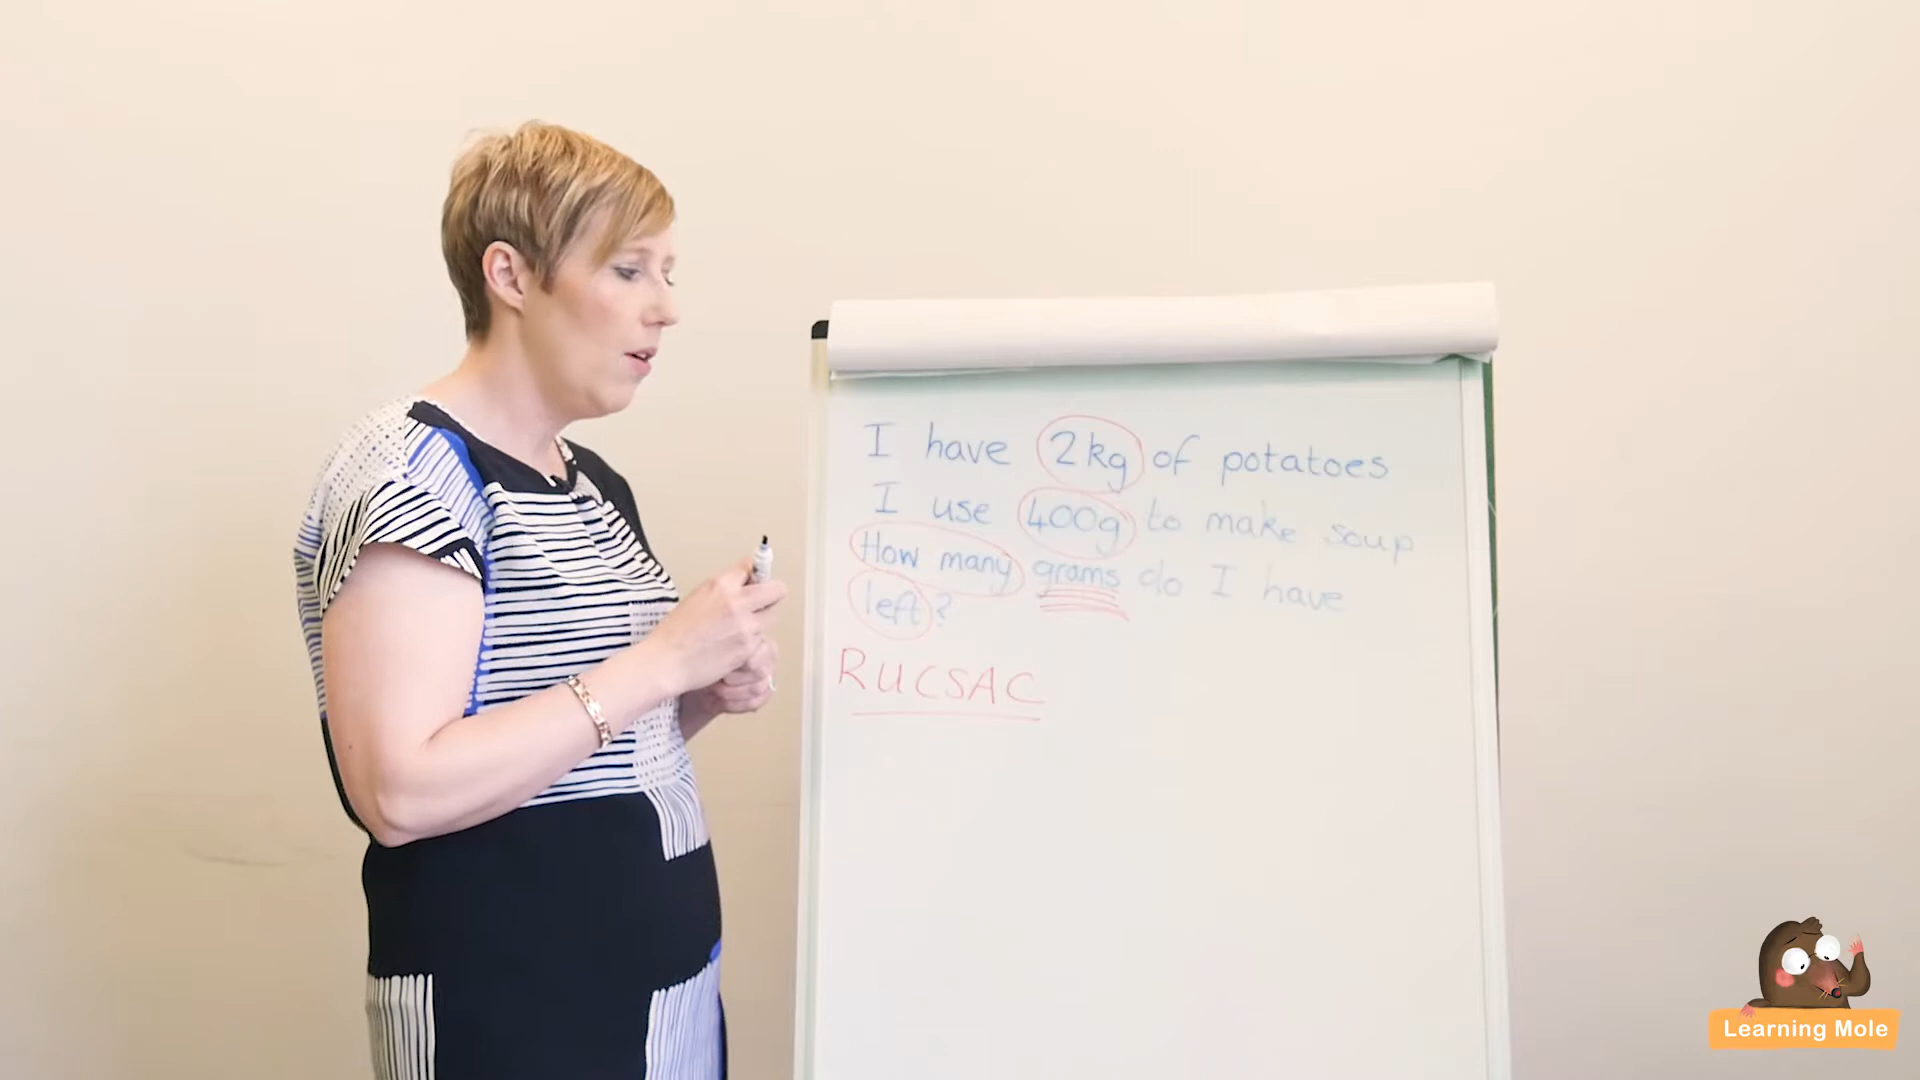 I have 2kg of potatoes
I use 400g to make soup
How many grams do I have
left?
RUCSAC
Learning Mole